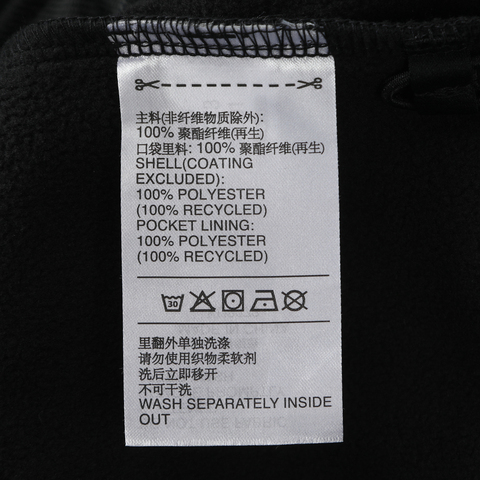 主料(非纤维物质除外):
100% 聚酯纤维(再生)
口袋里料: 100% 聚酯纤维(再生)
SHELL(COATING
EXCLUDED):
100% POLYESTER
(100% RECYCLED)
POCKET LINING:
100% POLYESTER
(100% RECYCLED)
30
里翻外单独洗涤
请勿使用织物柔软剂
洗后立即移开
不可干洗
WASH SEPARATELY INSIDE
OUT